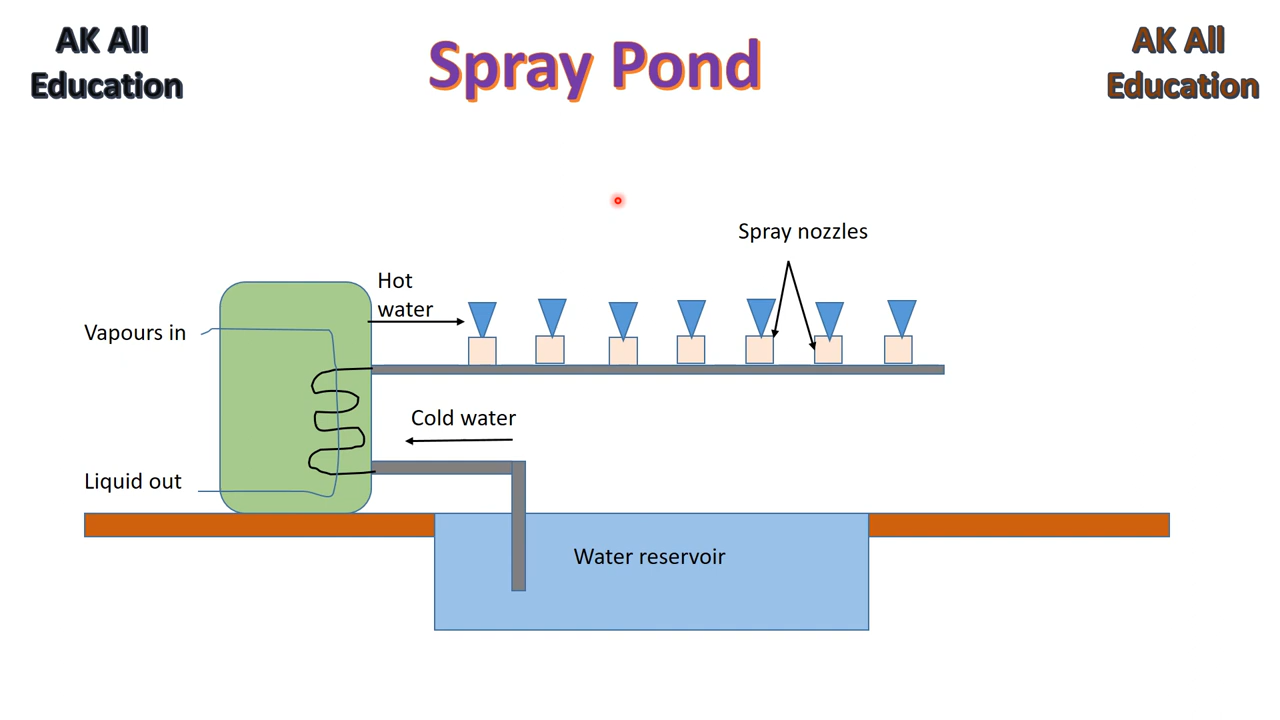 AK All
Education
Spray Pond
AK All
Education
Spray nozzles
Hot
water
Vapours in
Cold water
Liquid out
Water reservoir